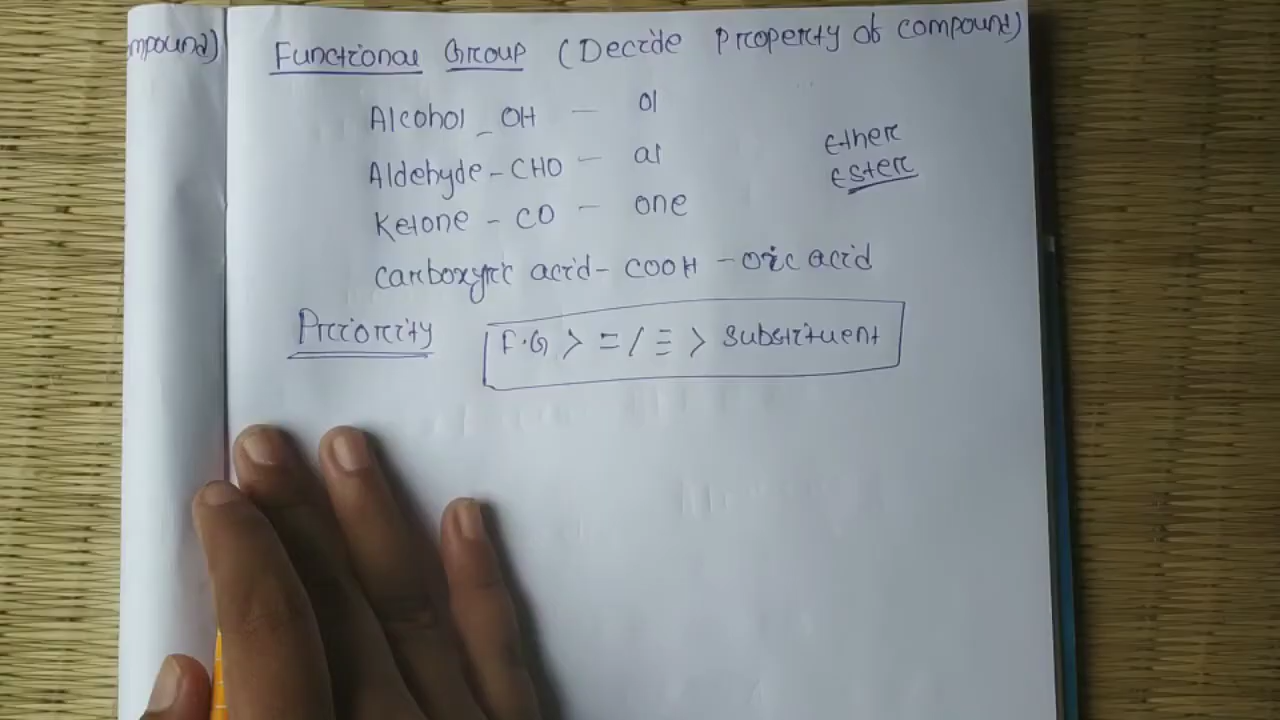 mpound)
Functional Group (Decide Property of compound)
Alcohol - OH - ol
Aldehyde - CHO - al
Ether
Ester
Ketone - CO - one
Carboxylic acid - COOH - oic acid
Priority
F.G > = / ≡ > Substituent